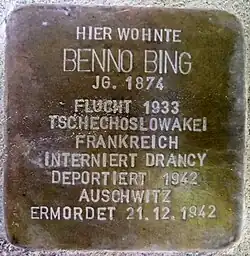 HIER WOHNTE
BENNO BING
JG. 1874
FLUCHT 1933
TSCHECHOSLOWAKEI
FRANKREICH
INTERNIERT DRANCY
DEPORTIERT 1942
AUSCHWITZ
ERMORDET 21.12.1942